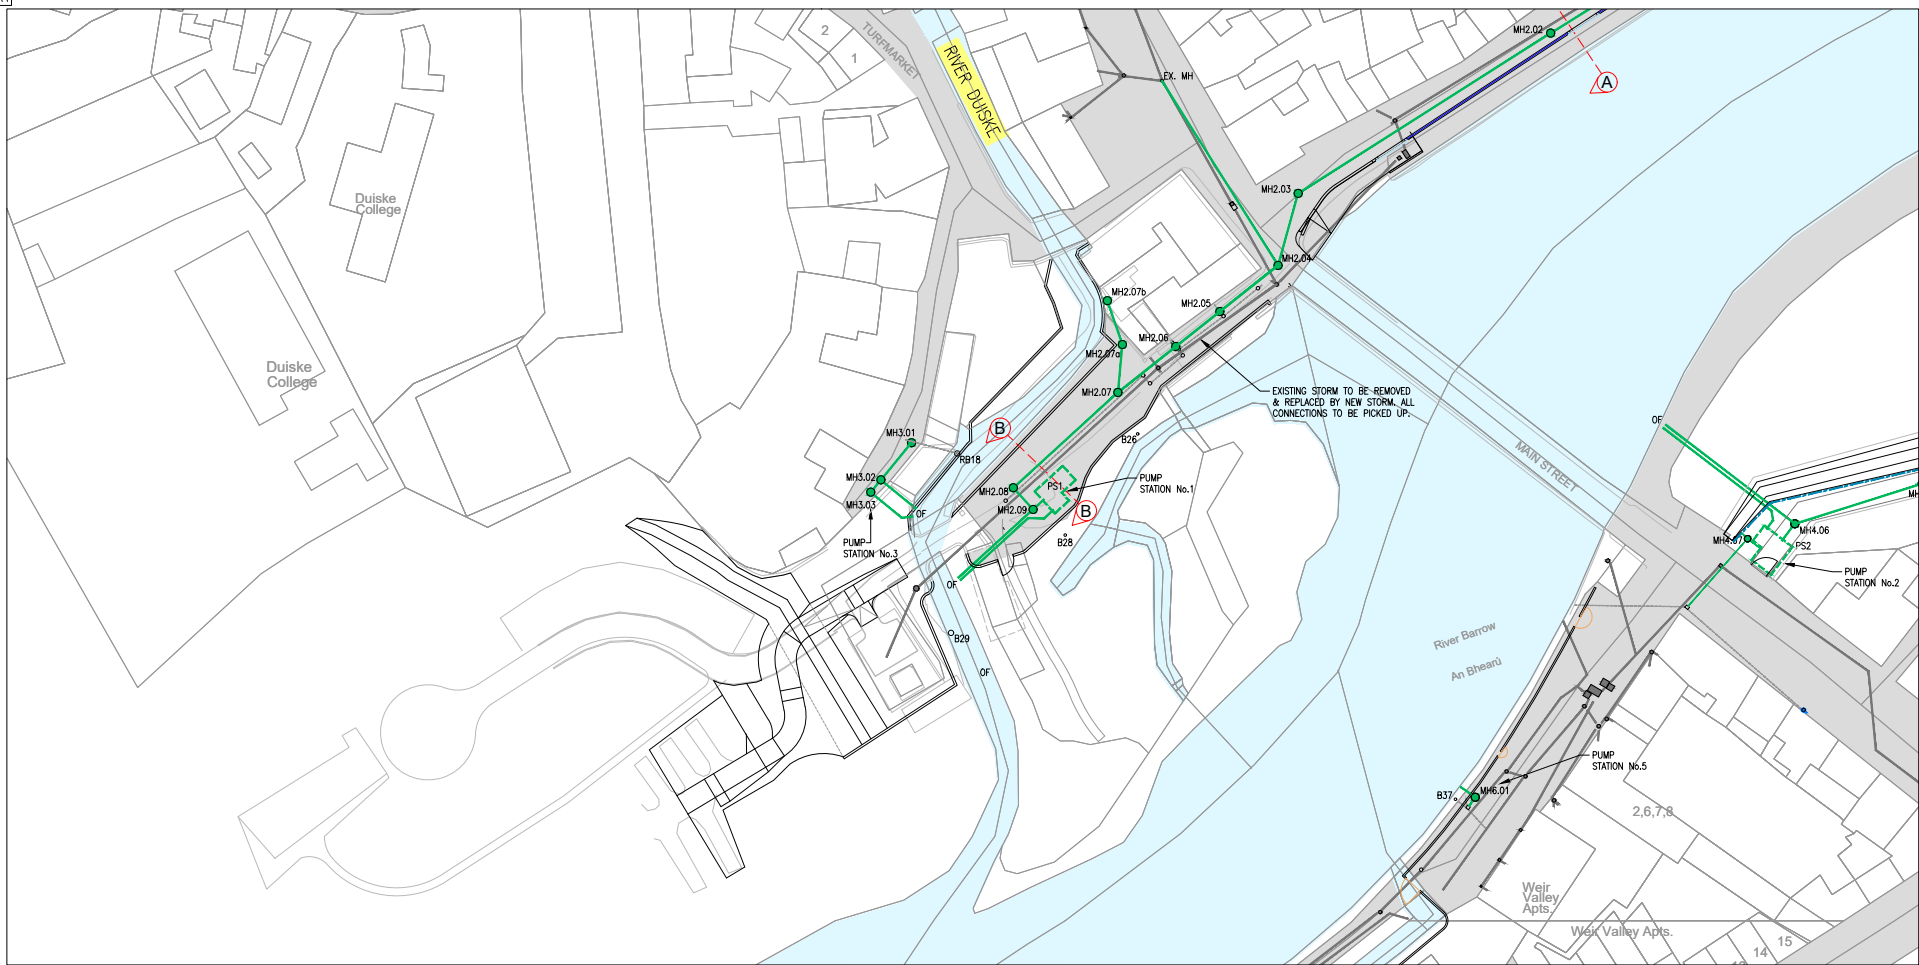 2
1
TURFMARKET
RIVER DUISKE
EX. MH
MH2.02
A
Duiske
College
MH2.03
MH2.04
MH2.07b
MH2.05
MH2.06
MH2.07a
MH2.07
Duiske
College
EXISTING STORM TO BE REMOVED
& REPLACED BY NEW STORM. ALL
CONNECTIONS TO BE PICKED UP.
MH3.01
B
B26
RB18
MAIN STREET
OF
MH3.02
MH3.03
MH2.08
PS1
PUMP
STATION No.1
MH2.09
B
OF
B28
PUMP
STATION No.3
OF
MH
MH4.06
MH4.07
PS2
PUMP
STATION No.2
B29
OF
River Barrow
An Bhearú
PUMP
STATION No.5
B37
MH6.01
2,6,7,8
Weir
Valley
Apts.
Weir Valley Apts.
14
15